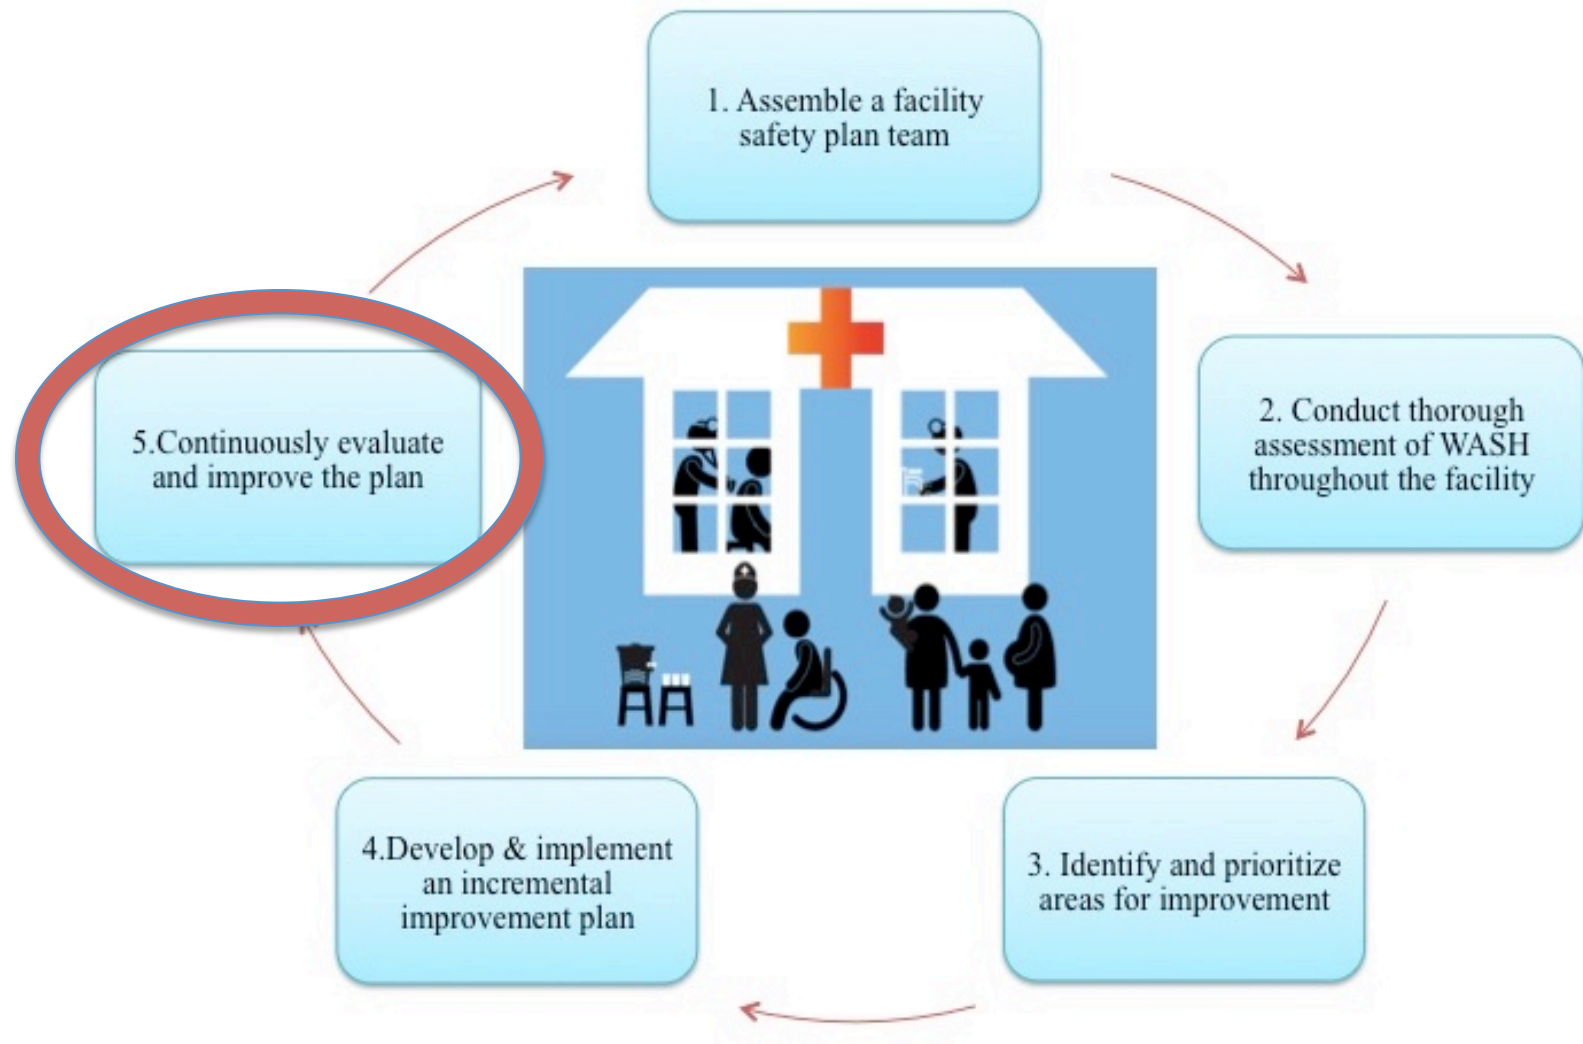 1. Assemble a facility
safety plan team
2. Conduct thorough
assessment of WASH
throughout the facility
3. Identify and prioritize
areas for improvement
4.Develop & implement
an incremental
improvement plan
5.Continuously evaluate
and improve the plan